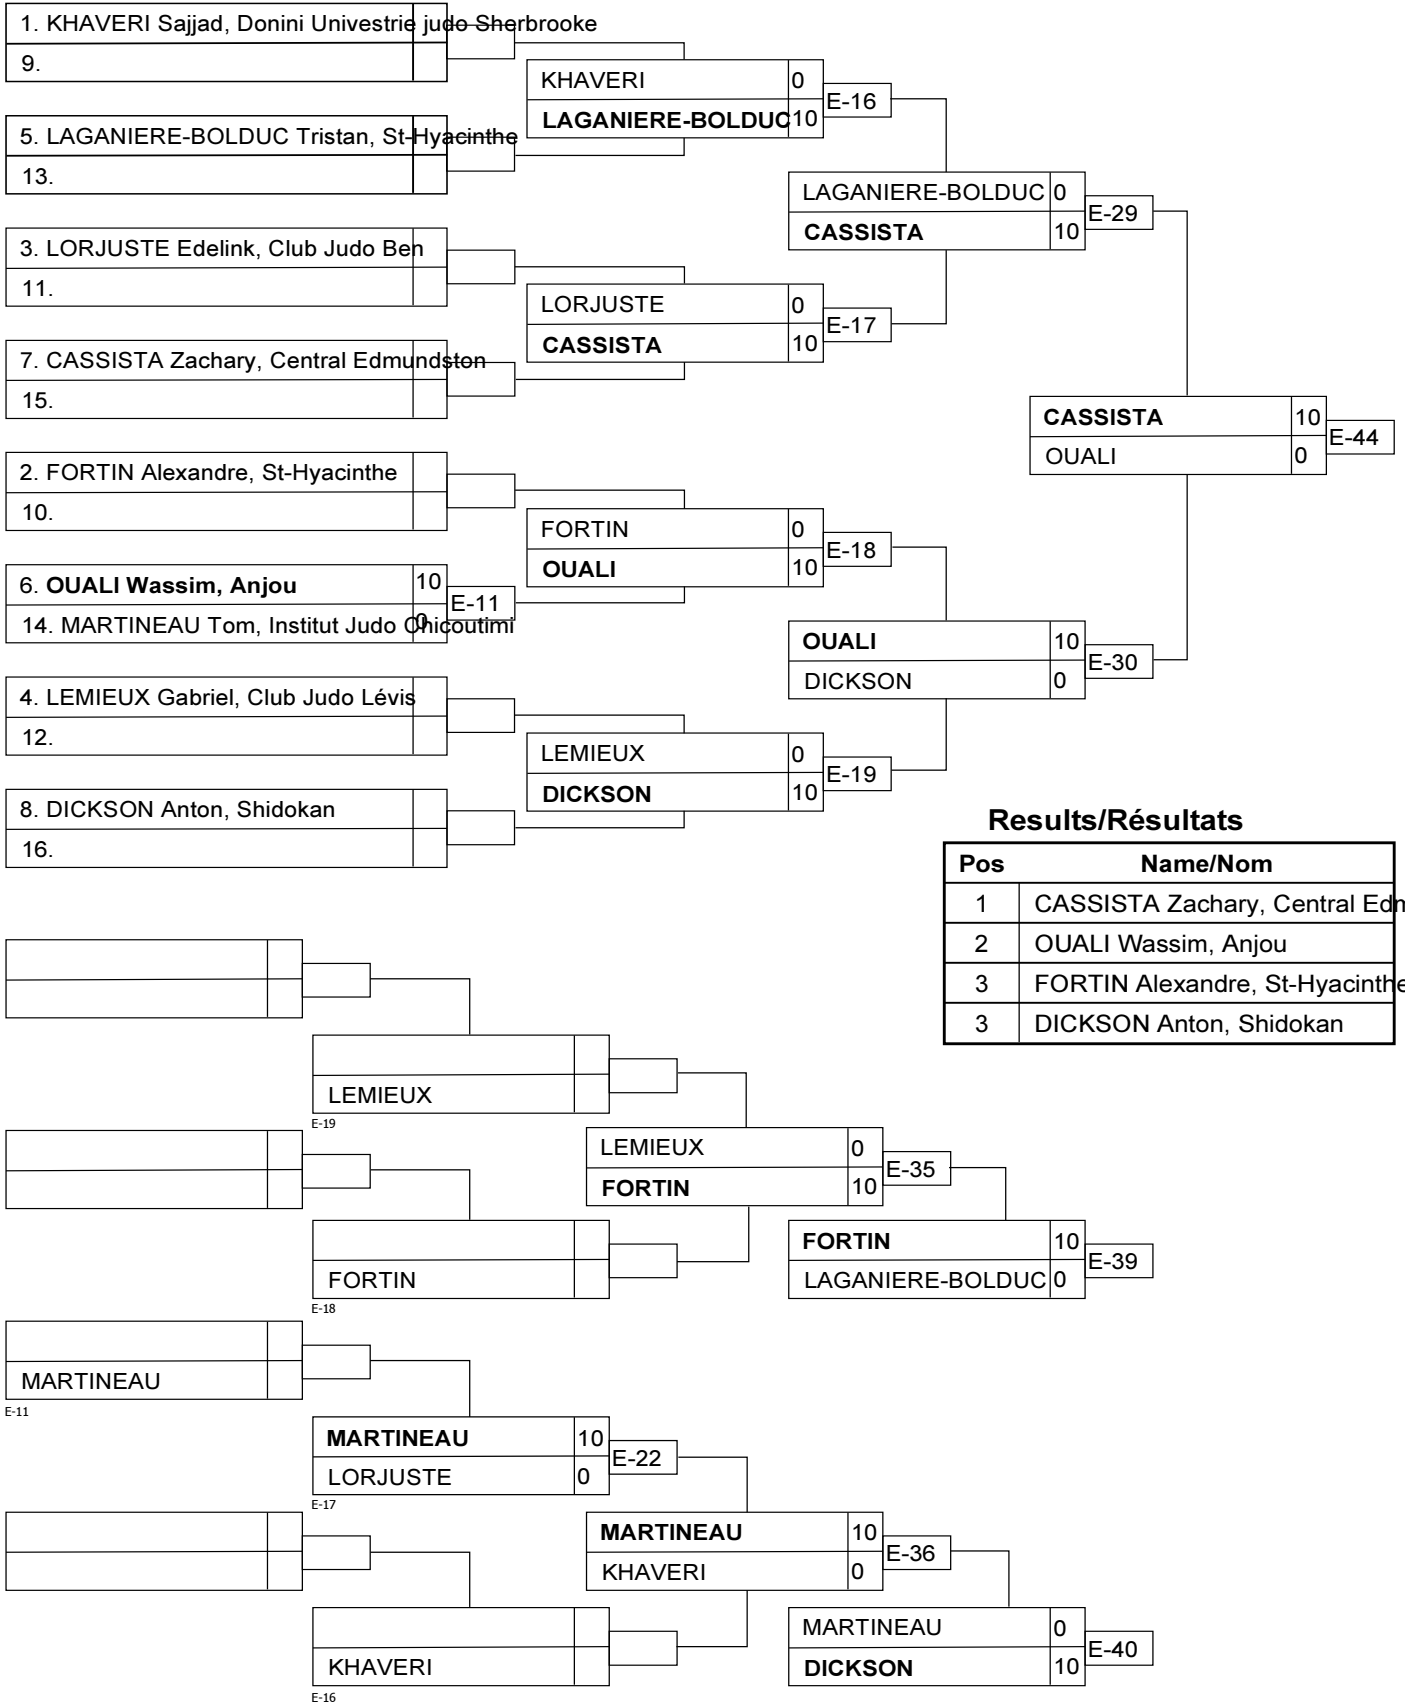 1. KHAVERI Sajjad, Donini Univestrie judo Sherbrooke
9.
KHAVERI 0
E-16
LAGANIERE-BOLDUC 10
5. LAGANIERE-BOLDUC Tristan, St-Hyacinthe
13.
LAGANIERE-BOLDUC 0
E-29
CASSISTA 10
3. LORJUSTE Edelink, Club Judo Ben
11.
LORJUSTE 0
E-17
CASSISTA 10
7. CASSISTA Zachary, Central Edmundston
15.
CASSISTA 10
E-44
OUALI 0
2. FORTIN Alexandre, St-Hyacinthe
10.
FORTIN 0
E-18
OUALI 10
6. OUALI Wassim, Anjou 10
E-11
14. MARTINEAU Tom, Institut Judo Chicoutimi 0
OUALI 10
E-30
DICKSON 0
4. LEMIEUX Gabriel, Club Judo Lévis
12.
LEMIEUX 0
E-19
DICKSON 10
8. DICKSON Anton, Shidokan
16.
Results/Résultats
Pos Name/Nom
1 CASSISTA Zachary, Central Edm
2 OUALI Wassim, Anjou
3 FORTIN Alexandre, St-Hyacinthe
3 DICKSON Anton, Shidokan
LEMIEUX
E-19
LEMIEUX 0
E-35
FORTIN 10
FORTIN 10
E-39
LAGANIERE-BOLDUC 0
FORTIN
E-18
MARTINEAU
E-11
MARTINEAU 10
E-22
LORJUSTE 0
E-17
MARTINEAU 10
E-36
KHAVERI 0
MARTINEAU 0
E-40
DICKSON 10
KHAVERI
E-16